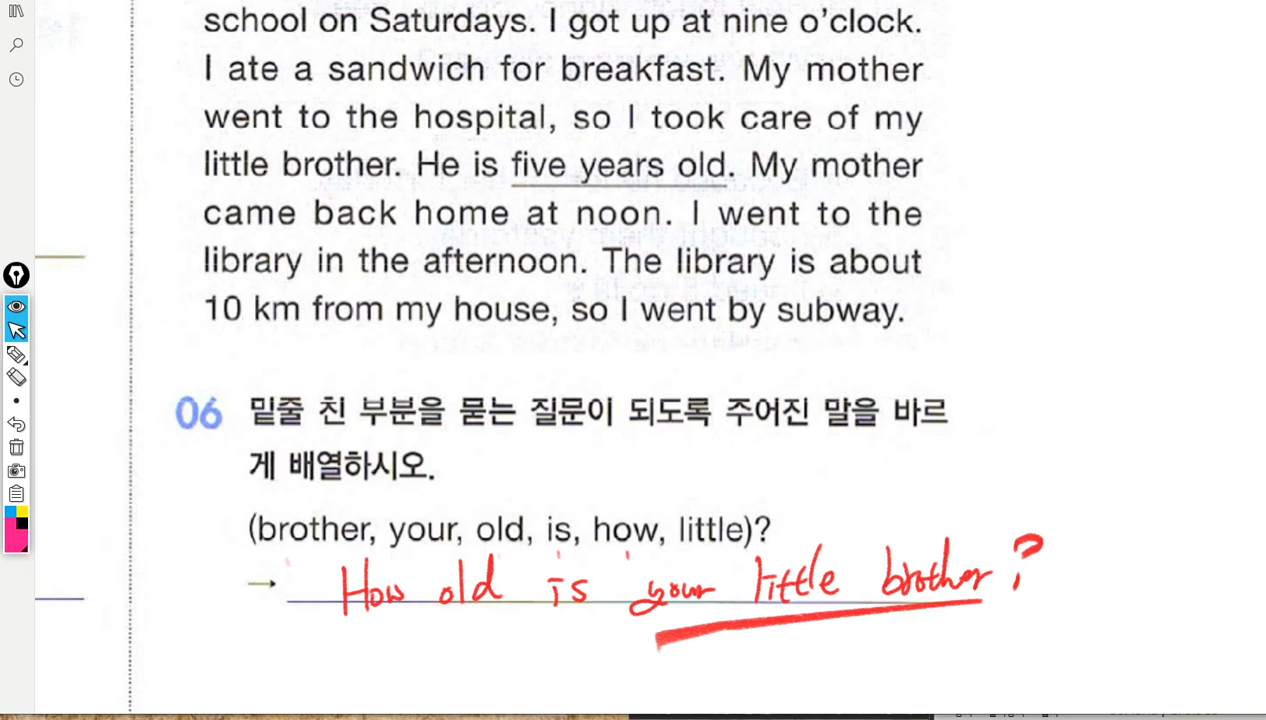 school on Saturdays. I got up at nine o'clock.
I ate a sandwich for breakfast. My mother
went to the hospital, so I took care of my
little brother. He is five years old. My mother
came back home at noon. I went to the
library in the afternoon. The library is about
10 km from my house, so I went by subway.
06 밑줄 친 부분을 묻는 질문이 되도록 주어진 말을 바르
게 배열하시오.
(brother, your, old, is, how, little)?
→ How old is your little brother?